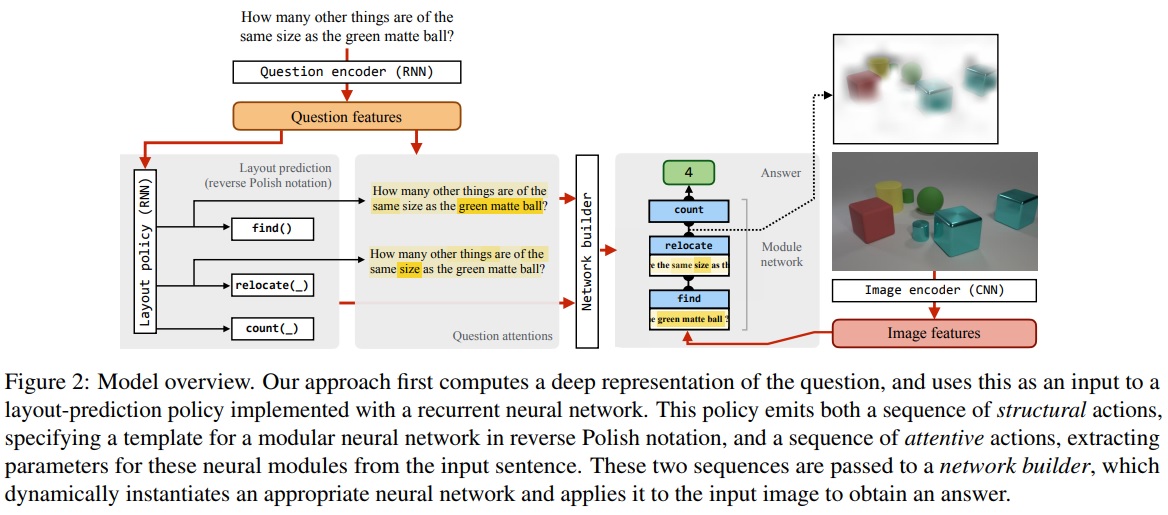 How many other things are of the
same size as the green matte ball?
Question encoder (RNN)
Question features
Layout policy (RNN)
Layout prediction
(reverse Polish notation)
find()
relocate(_)
count(_)
How many other things are of the
same size as the green matte ball?
How many other things are of the
same size as the green matte ball?
Question attentions
Network builder
4
Answer
count
relocate
e the same size as th
find
e green matte ball ?
Module
network
Image encoder (CNN)
Image features
Figure 2: Model overview. Our approach first computes a deep representation of the question, and uses this as an input to a
layout-prediction policy implemented with a recurrent neural network. This policy emits both a sequence of structural actions,
specifying a template for a modular neural network in reverse Polish notation, and a sequence of attentive actions, extracting
parameters for these neural modules from the input sentence. These two sequences are passed to a network builder, which
dynamically instantiates an appropriate neural network and applies it to the input image to obtain an answer.